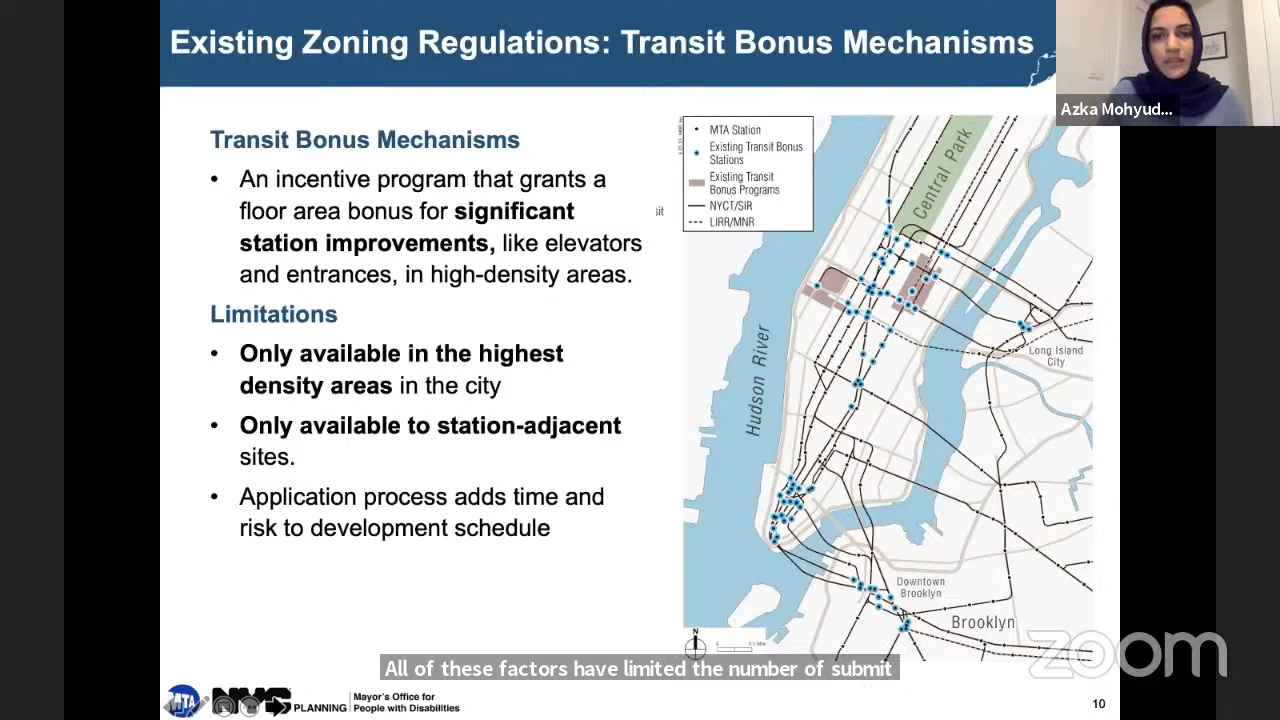 Existing Zoning Regulations: Transit Bonus Mechanisms
Azka Mohyud...
Transit Bonus Mechanisms
• An incentive program that grants a
floor area bonus for significant
station improvements, like elevators
and entrances, in high-density areas.
Limitations
• Only available in the highest
density areas in the city
• Only available to station-adjacent
sites.
• Application process adds time and
risk to development schedule
sit
MTA Station
Existing Transit Bonus
Stations
Existing Transit
Bonus Programs
NYCT/SIR
LIRR/MNR
Central Park
Hudson River
Long Island
City
Downtown
Brooklyn
Brooklyn
N
zoom
All of these factors have limited the number of submit
MTA
NYC
PLANNING
Mayor's Office for
People with Disabilities
10